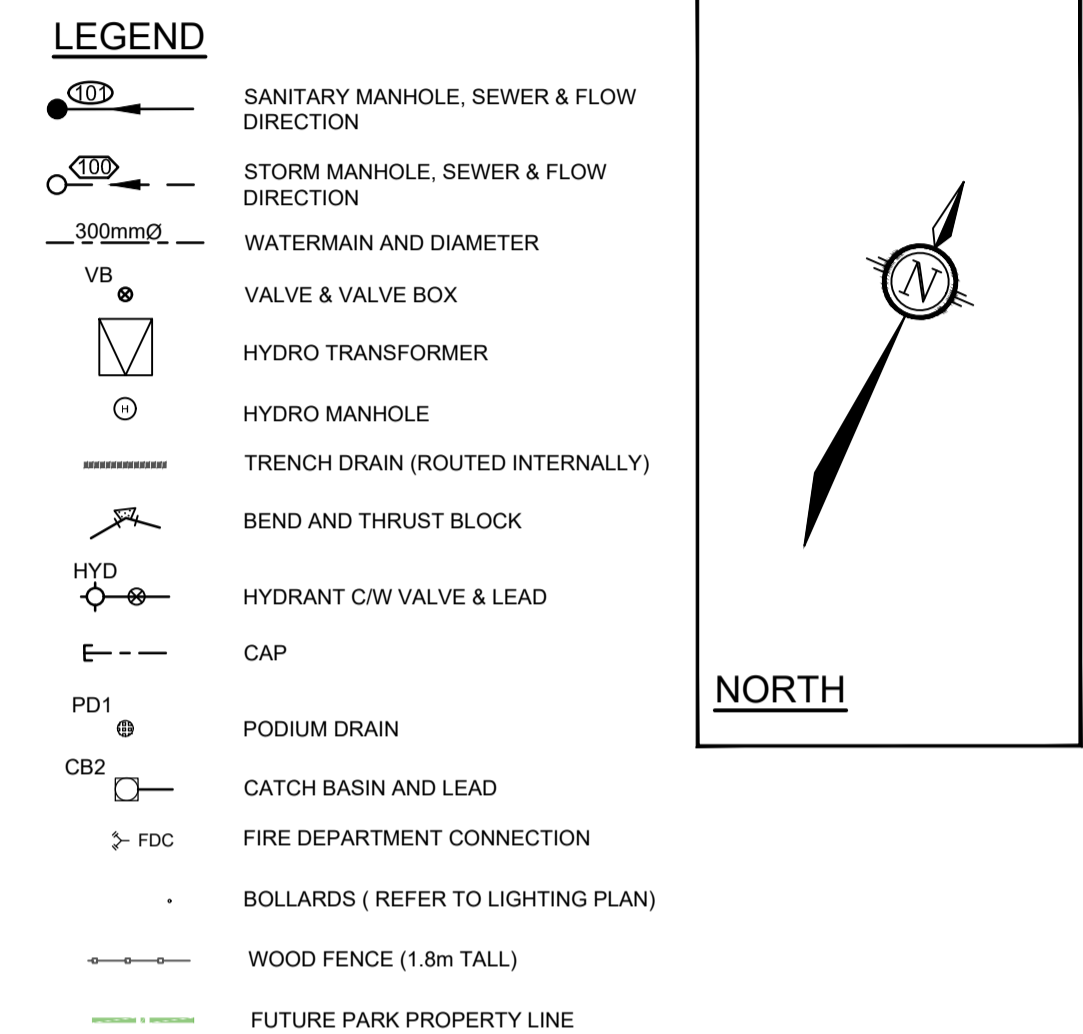 LEGEND
101
SANITARY MANHOLE, SEWER & FLOW
DIRECTION
100
STORM MANHOLE, SEWER & FLOW
DIRECTION
300mmØ
WATERMAIN AND DIAMETER
VB
VALVE & VALVE BOX
HYDRO TRANSFORMER
H
HYDRO MANHOLE
TRENCH DRAIN (ROUTED INTERNALLY)
BEND AND THRUST BLOCK
HYD
HYDRANT C/W VALVE & LEAD
CAP
PD1
PODIUM DRAIN
CB2
CATCH BASIN AND LEAD
FDC
FIRE DEPARTMENT CONNECTION
BOLLARDS ( REFER TO LIGHTING PLAN)
WOOD FENCE (1.8m TALL)
FUTURE PARK PROPERTY LINE
N
NORTH